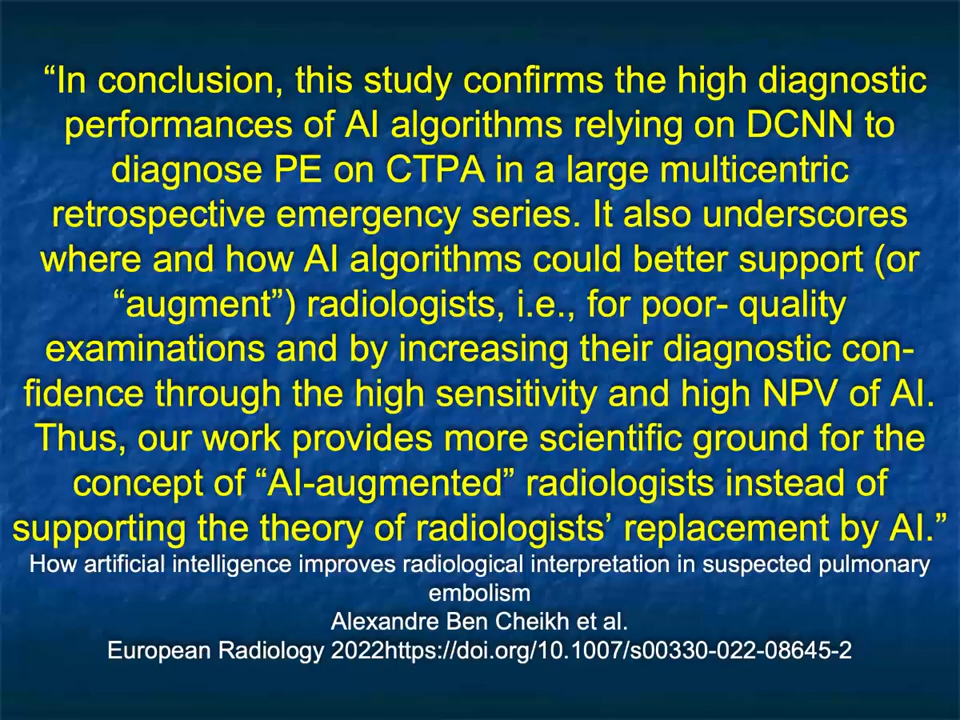 “In conclusion, this study confirms the high diagnostic
performances of AI algorithms relying on DCNN to
diagnose PE on CTPA in a large multicentric
retrospective emergency series. It also underscores
where and how AI algorithms could better support (or
“augment”) radiologists, i.e., for poor- quality
examinations and by increasing their diagnostic con-
fidence through the high sensitivity and high NPV of AI.
Thus, our work provides more scientific ground for the
concept of “AI-augmented” radiologists instead of
supporting the theory of radiologists’ replacement by AI.”
How artificial intelligence improves radiological interpretation in suspected pulmonary
embolism
Alexandre Ben Cheikh et al.
European Radiology 2022https://doi.org/10.1007/s00330-022-08645-2